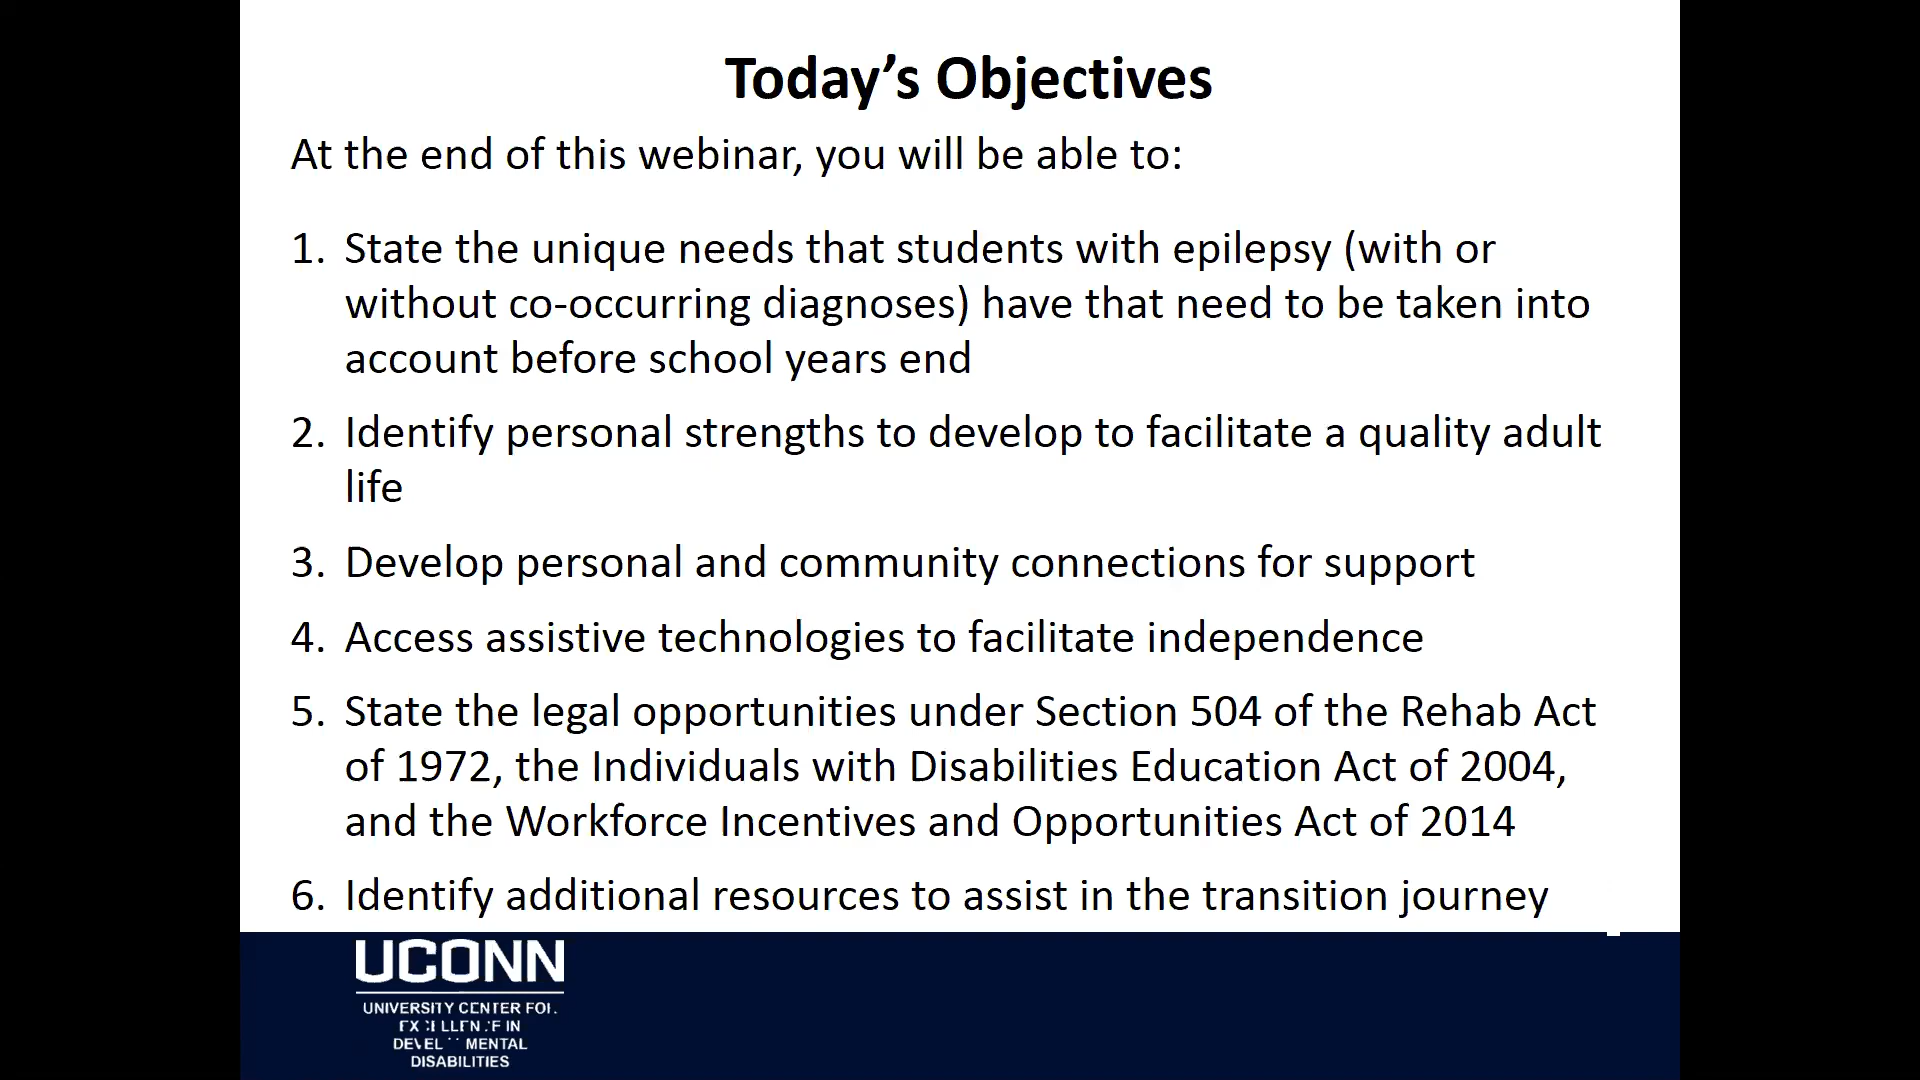 Today’s Objectives
At the end of this webinar, you will be able to:
1. State the unique needs that students with epilepsy (with or
without co-occurring diagnoses) have that need to be taken into
account before school years end
2. Identify personal strengths to develop to facilitate a quality adult
life
3. Develop personal and community connections for support
4. Access assistive technologies to facilitate independence
5. State the legal opportunities under Section 504 of the Rehab Act
of 1972, the Individuals with Disabilities Education Act of 2004,
and the Workforce Incentives and Opportunities Act of 2014
6. Identify additional resources to assist in the transition journey
UCONN
UNIVERSITY CENTER FOR
EXCELLENCE IN
MENTAL
DISABILITIES